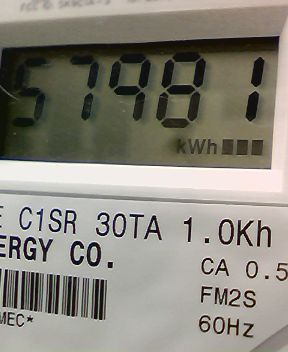 57981
kWh
E C1SR 30TA 1.0Kh
ERGY CO.
CA 0.5
FM2S
MEC*
60Hz